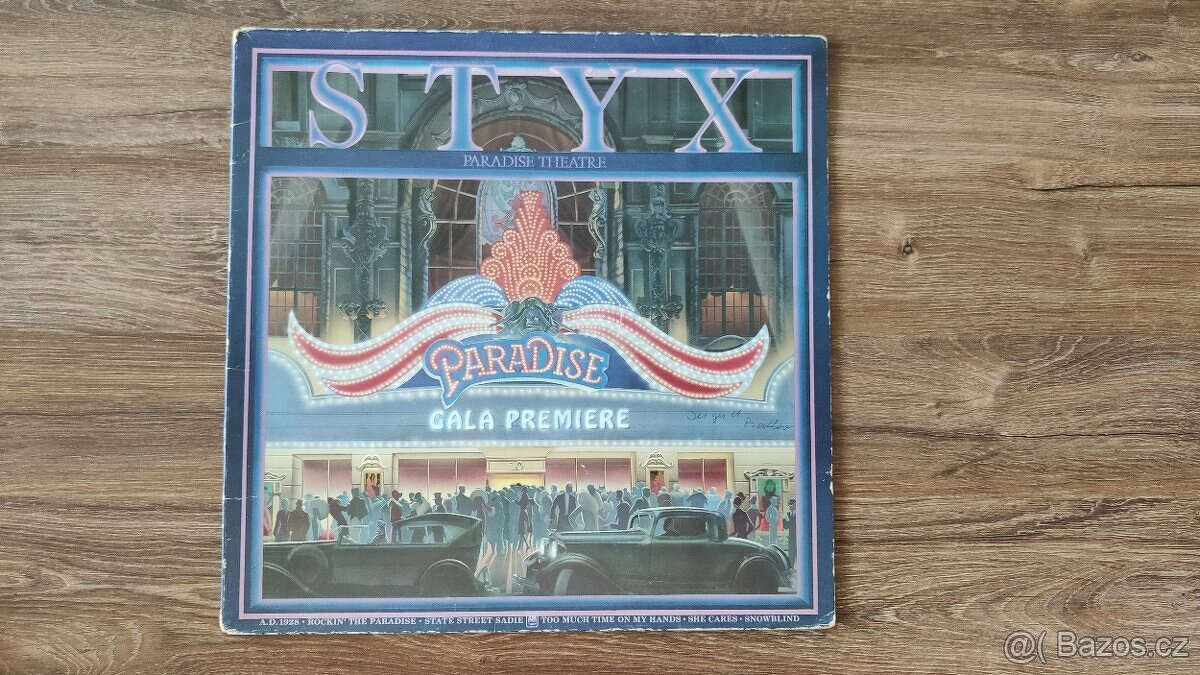 STYX
PARADISE THEATRE
PARADISE
GALA PREMIERE
10
A.D. 1928 • ROCKIN' THE PARADISE • STATE STREET SADIE A&M TOO MUCH TIME ON MY HANDS • SHE CARES • SNOWBLIND
@( Bazos.cz